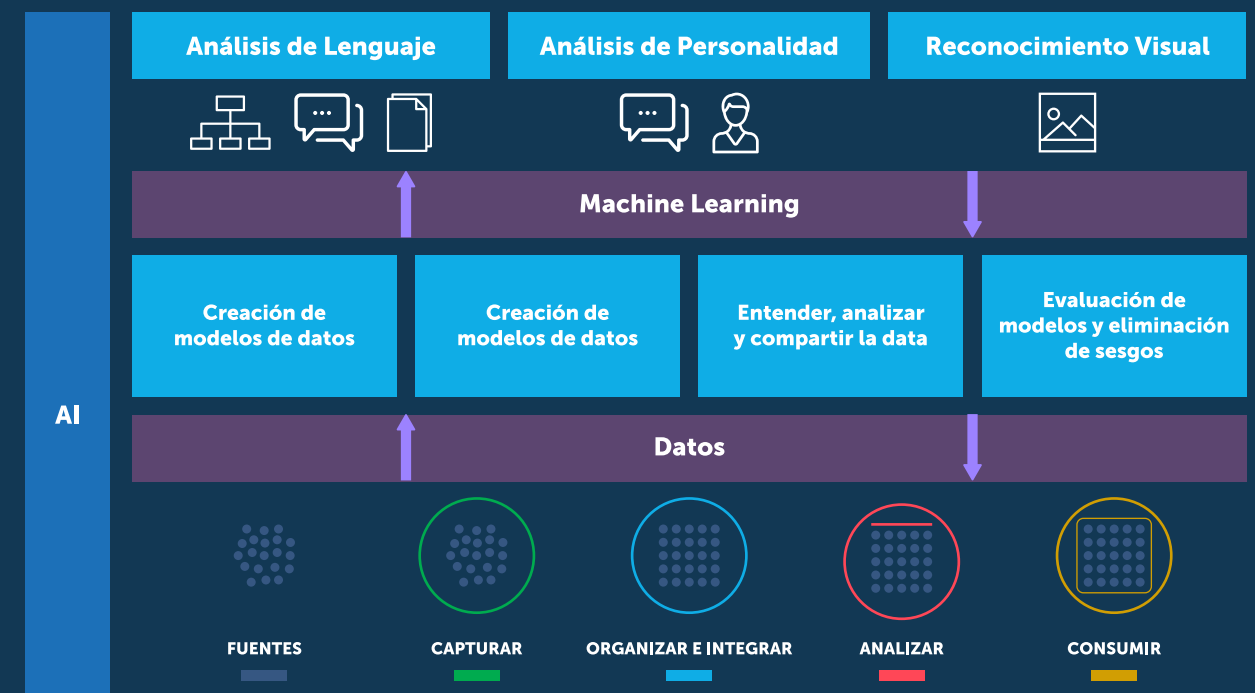 Análisis de Lenguaje
Análisis de Personalidad
Reconocimiento Visual
Machine Learning
Creación de
modelos de datos
Creación de
modelos de datos
Entender, analizar
y compartir la data
Evaluación de
modelos y eliminación
de sesgos
AI
Datos
FUENTES
CAPTURAR
ORGANIZAR E INTEGRAR
ANALIZAR
CONSUMIR